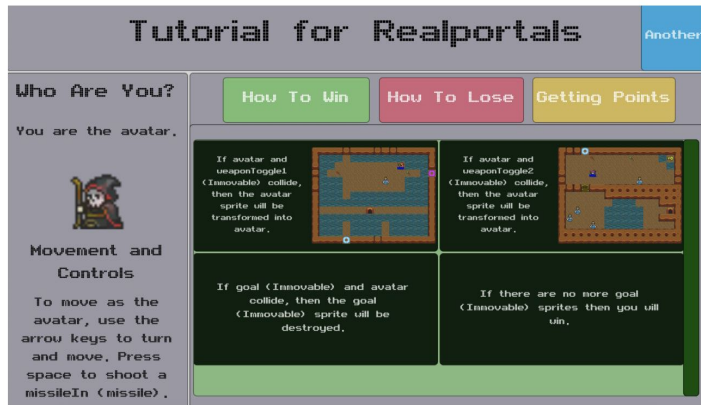 Tutorial for Realportals
Another
Who Are You?
You are the avatar.
Movement and
Controls
To move as the
avatar, use the
arrow keys to turn
and move. Press
space to shoot a
missileIn (missile).
How To Win
How To Lose
Getting Points
If avatar and
weaponToggle1
(Immovable) collide,
then the avatar
sprite will be
transformed into
avatar.
If avatar and
weaponToggle2
(Immovable) collide,
then the avatar
sprite will be
transformed into
avatar.
If goal (Immovable) and avatar
collide, then the goal
(Immovable) sprite will be
destroyed.
If there are no more goal
(Immovable) sprites then you will
win.